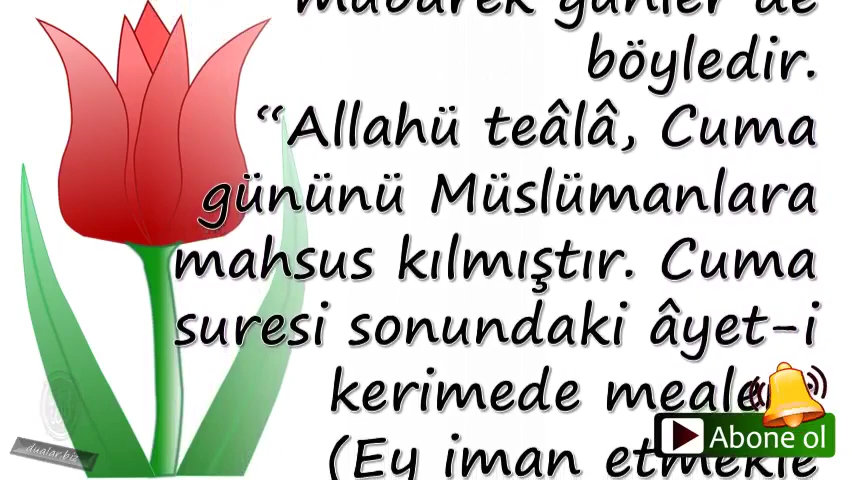 mübarek günler de
böyledir.
“Allahü teâlâ, Cuma
gününü Müslümanlara
mahsus kılmıştır. Cuma
suresi sonundaki âyet-i
kerimede
(Ey iman etmekle
Abone ol
dualar.biz